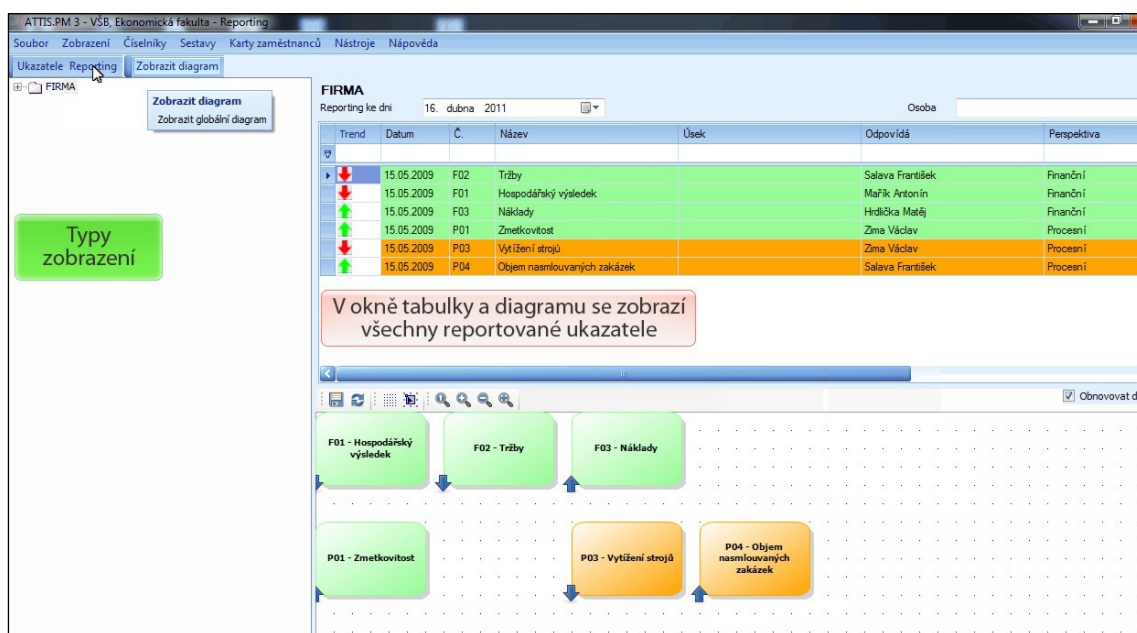 ATTIS.PM 3 - VŠB, Ekonomická fakulta - Reporting
Soubor Zobrazení Číselníky Sestavy Karty zaměstnanců Nástroje Nápověda
Ukazatele Reporting Zobrazit diagram
FIRMA
Zobrazit diagram
Zobrazit globální diagram
Typy
zobrazení
FIRMA
Reporting ke dni 16. dubna 2011 Osoba
Trend Datum Č. Název Úsek Odpovídá Perspektiva
15.05.2009 F02 Tržby Salava František Finanční
15.05.2009 F01 Hospodářský výsledek Mařík Antonín Finanční
15.05.2009 F03 Náklady Hrdlička Matěj Finanční
15.05.2009 P01 Zmetkovitost Zima Václav Procesní
15.05.2009 P03 Vytížení strojů Zima Václav Procesní
15.05.2009 P04 Objem nasmlouvaných zakázek Salava František Procesní
V okně tabulky a diagramu se zobrazí
všechny reportované ukazatele
Obnovovat d
F01 - Hospodářský
výsledek
F02 - Tržby
F03 - Náklady
P01 - Zmetkovitost
P03 - Vytížení strojů
P04 - Objem
nasmlouvaných
zakázek